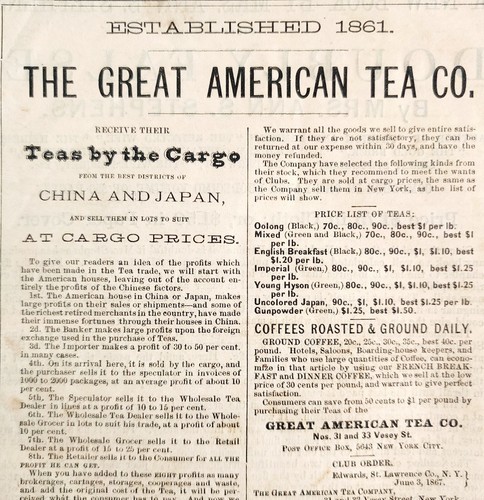 ESTABLISHED 1861.
THE GREAT AMERICAN TEA CO.
RECEIVE THEIR
Teas by the Cargo
FROM THE BEST DISTRICTS OF
CHINA AND JAPAN,
AND SELL THEM IN LOTS TO SUIT
AT CARGO PRICES.
To give our readers an idea of the profits which
have been made in the Tea trade, we will start with
the American houses, leaving out of the account en-
tirely the profits of the Chinese factors.
1st. The American house in China or Japan, makes
large profits on their sales or shipments—and some of
the richest retired merchants in the country, have made
their immense fortunes through their house in China.
2d. The Banker makes large profits upon the foreign
exchange used in the purchase of Teas.
3d. The Importer makes a profit of 30 to 50 per cent.
in many cases.
4th. On its arrival here, it is sold by the cargo, and
the purchaser sells it to the speculator in invoices of
1000 to 2000 packages, at an average profit of about 10
per cent.
5th. The Speculator sells it to the Wholesale Tea
Dealer in lines at a profit of 10 to 15 per cent.
6th. The Wholesale Tea Dealer sells it to the Whole-
sale Grocer in lots to suit his trade, at a profit of about
10 per cent.
7th. The Wholesale Grocer sells it to the Retail
Dealer at a profit of 15 to 25 per cent.
8th. The Retailer sells it to the Consumer for ALL THE
PROFIT HE CAN GET.
When you have added to these EIGHT profits as many
brokerages, cartages, storages, cooperages and waste,
and add the original cost of the Tea, it will be per-
ceived what the consumer has to pay. And now we
We warrant all the goods we sell to give entire satis-
faction. If they are not satisfactory, they can be
returned at our expense within 30 days, and have the
money refunded.
The Company have selected the following kinds from
their stock, which they recommend to meet the wants
of Clubs. They are sold at cargo prices, the same as
the Company sell them in New York, as the list of
prices will show.
PRICE LIST OF TEAS:
Oolong (Black,) 70c., 80c., 90c., best $1 per lb.
Mixed (Green and Black,) 70c., 80c., 90c., best $1
per lb.
English Breakfast (Black,) 80c., 90c., $1, $1.10, best
$1.20 per lb.
Imperial (Green,) 80c., 90c., $1, $1.10, best $1.25
per lb.
Young Hyson (Green,) 80c., 90c., $1, $1.10, best $1.25
per lb.
Uncolored Japan, 90c., $1, $1.10, best $1.25 per lb.
Gunpowder (Green,) $1.25, best $1.50.
COFFEES ROASTED & GROUND DAILY.
GROUND COFFEE, 20c., 25c., 30c., 35c., best 40c. per
pound. Hotels, Saloons, Boarding-house Keepers, and
Families who use large quantities of Coffee, can econo-
mize in that article by using our FRENCH BREAK-
FAST and DINNER COFFEE, which we sell at the low
price of 30 cents per pound, and warrant to give perfect
satisfaction.
Consumers can save from 50 cents to $1 per pound by
purchasing their Teas of the
GREAT AMERICAN TEA CO.
Nos. 31 and 33 Vesey St.
POST OFFICE BOX, 5643 NEW YORK CITY.
CLUB ORDER.
Edwards, St. Lawrence Co., N. Y.
June 3, 1867.
THE GREAT AMERICAN TEA COMPANY,